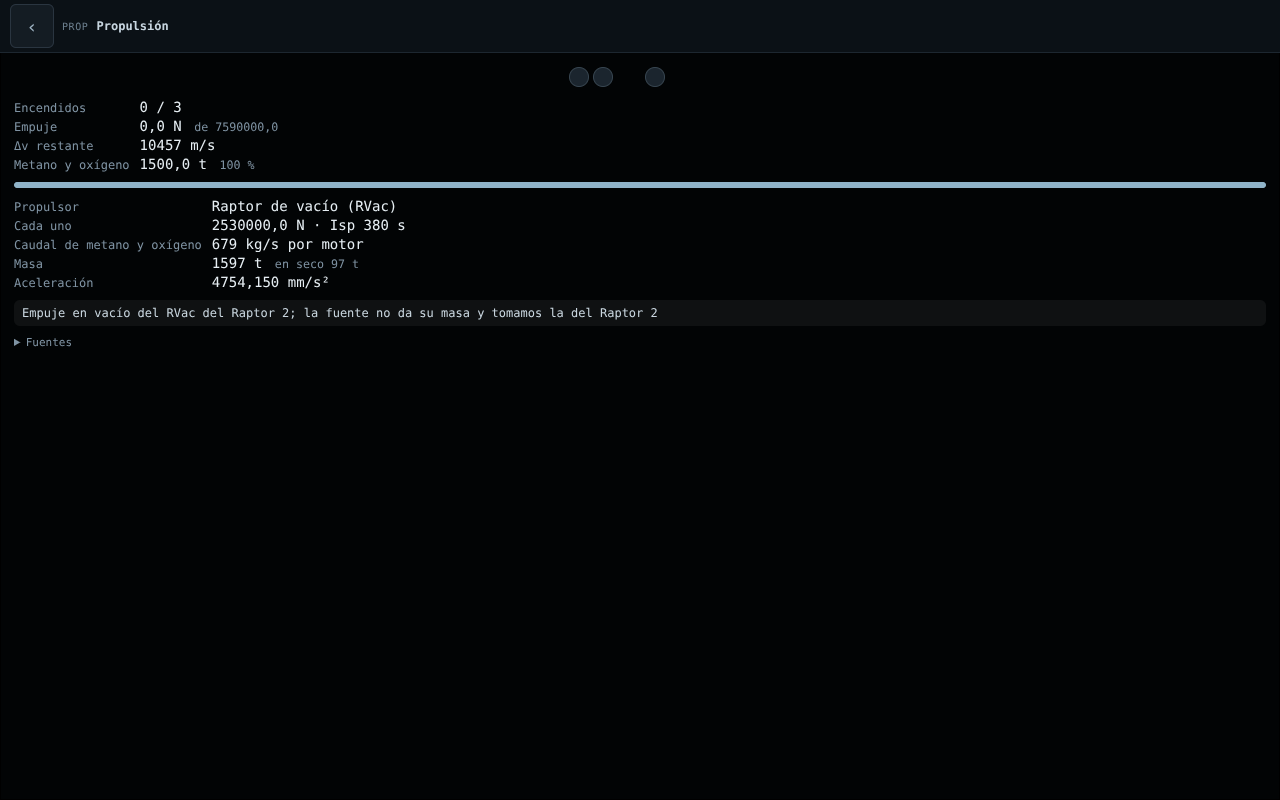 ‹ PROP Propulsión
Encendidos 0 / 3
Empuje 0,0 N de 7590000,0
Δv restante 10457 m/s
Metano y oxígeno 1500,0 t 100 %
Propulsor Raptor de vacío (RVac)
Cada uno 2530000,0 N · Isp 380 s
Caudal de metano y oxígeno 679 kg/s por motor
Masa 1597 t en seco 97 t
Aceleración 4754,150 mm/s²
Empuje en vacío del RVac del Raptor 2; la fuente no da su masa y tomamos la del Raptor 2
▶ Fuentes